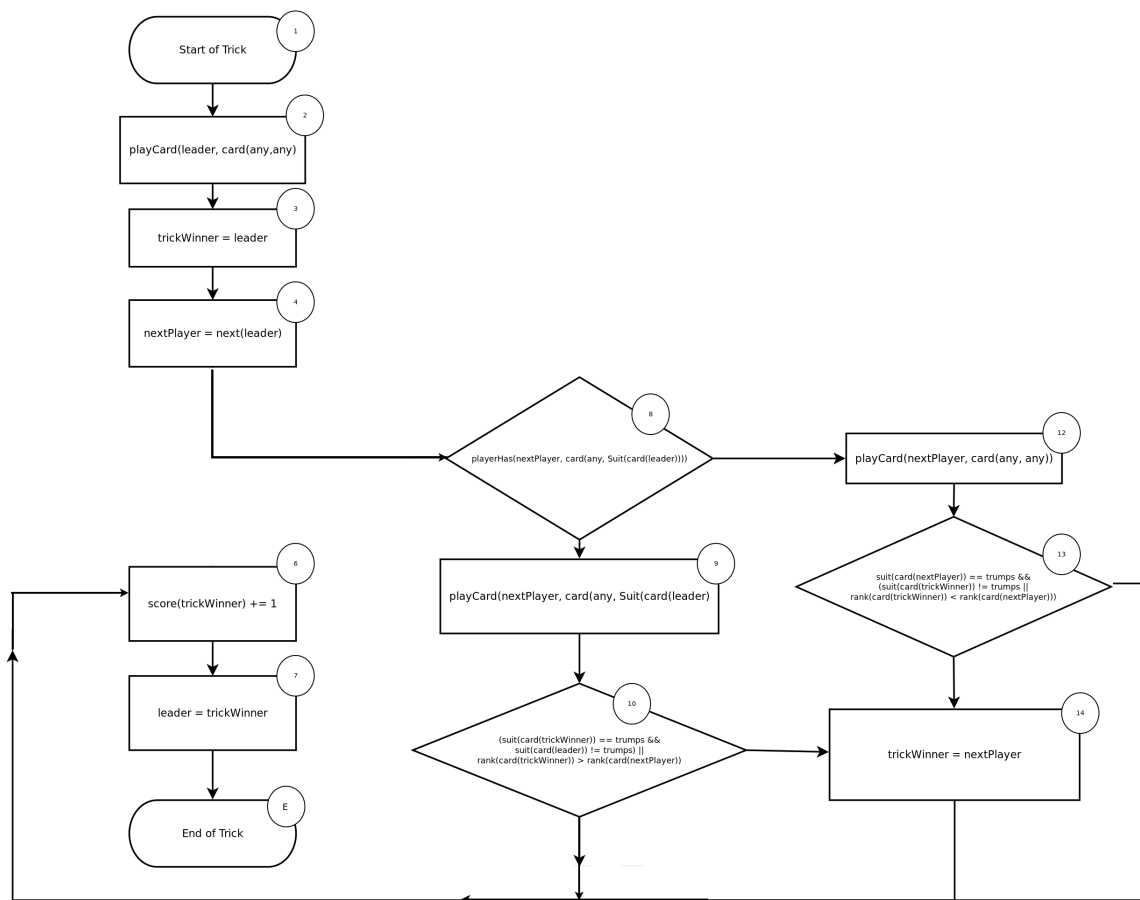 1
Start of Trick
2
playCard(leader, card(any,any)
3
trickWinner = leader
4
nextPlayer = next(leader)
8
playerHas(nextPlayer, card(any, Suit(card(leader))))
12
playCard(nextPlayer, card(any, any))
13
suit(card(nextPlayer)) == trumps &&
(suit(card(trickWinner)) != trumps ||
rank(card(trickWinner)) < rank(card(nextPlayer)))
6
score(trickWinner) += 1
9
playCard(nextPlayer, card(any, Suit(card(leader)
7
leader = trickWinner
10
(suit(card(trickWinner)) == trumps &&
suit(card(leader)) != trumps) ||
rank(card(trickWinner)) > rank(card(nextPlayer))
14
trickWinner = nextPlayer
E
End of Trick